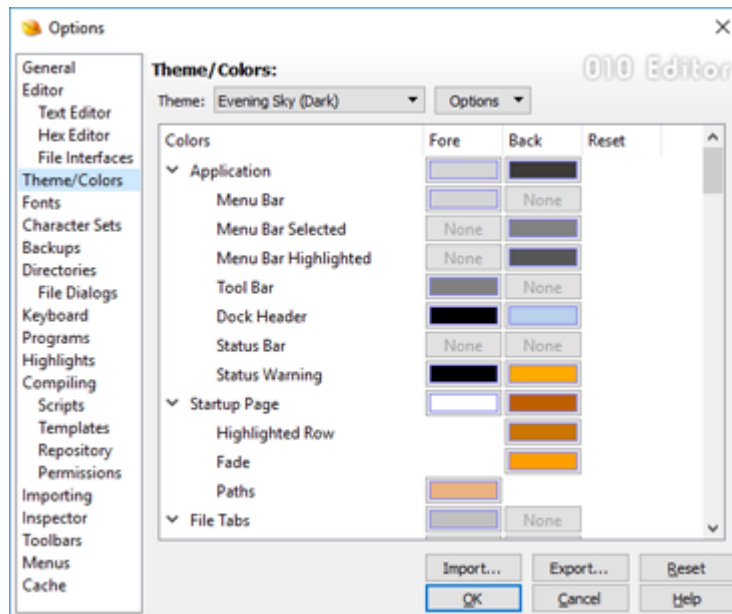 Options
General
Editor
Text Editor
Hex Editor
File Interfaces
Theme/Colors
Fonts
Character Sets
Backups
Directories
File Dialogs
Keyboard
Programs
Highlights
Compiling
Scripts
Templates
Repository
Permissions
Importing
Inspector
Toolbars
Menus
Cache
Theme/Colors:
010 Editor
Theme: Evening Sky (Dark) Options
Colors Fore Back Reset
Application
Menu Bar None
Menu Bar Selected None
Menu Bar Highlighted None
Tool Bar None
Dock Header
Status Bar None None
Status Warning
Startup Page
Highlighted Row
Fade
Paths
File Tabs None
Import... Export... Reset
OK Cancel Help